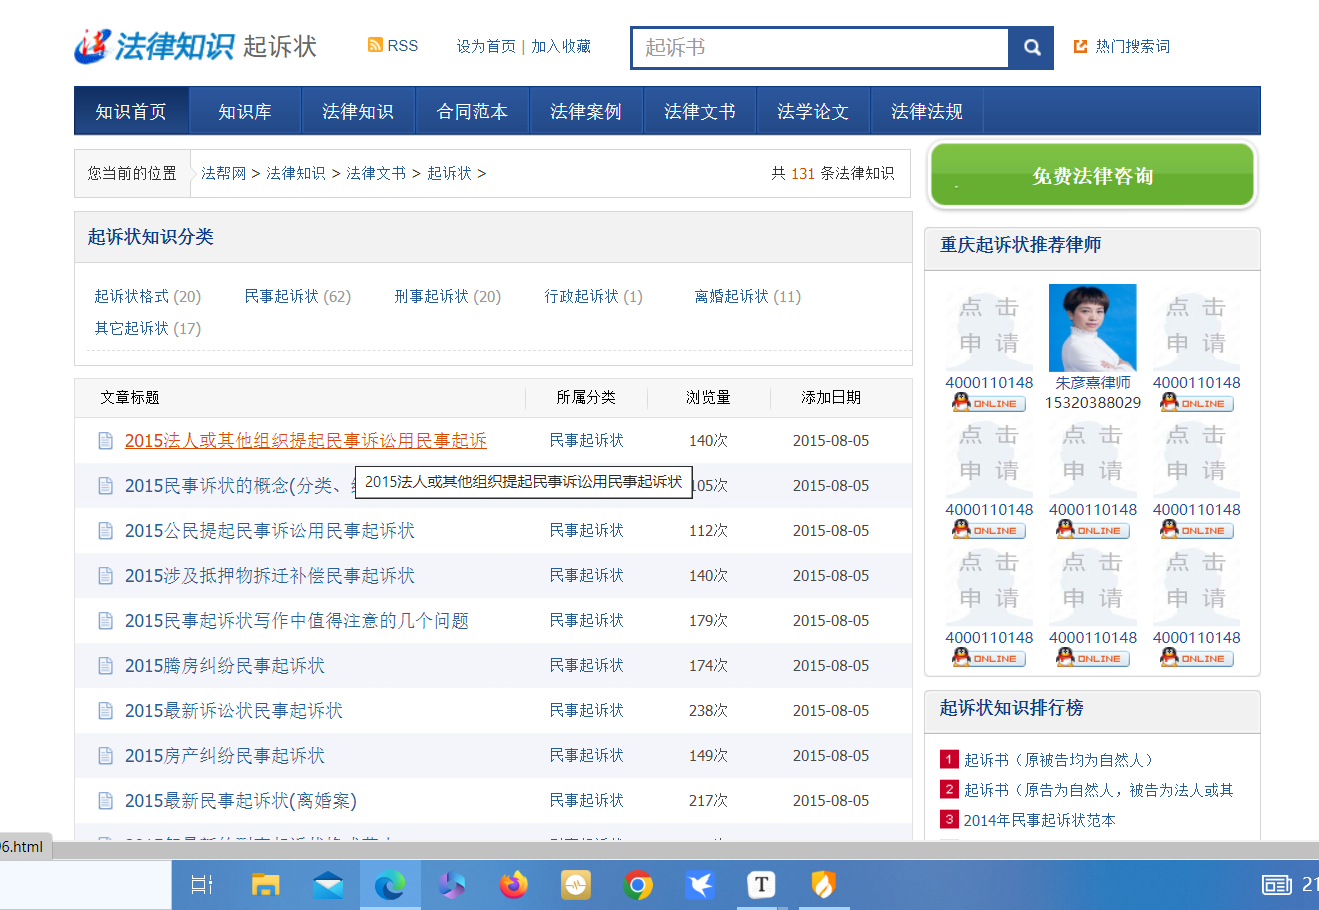 法律知识 起诉状 RSS 设为首页 | 加入收藏 起诉书 热门搜索词
知识首页 知识库 法律知识 合同范本 法律案例 法律文书 法学论文 法律法规
您当前的位置 法帮网 > 法律知识 > 法律文书 > 起诉状 > 共 131 条法律知识
免费法律咨询
起诉状知识分类
起诉状格式 (20) 民事起诉状 (62) 刑事起诉状 (20) 行政起诉状 (1) 离婚起诉状 (11)
其它起诉状 (17)
文章标题 所属分类 浏览量 添加日期
2015法人或其他组织提起民事诉讼用民事起诉 民事起诉状 140次 2015-08-05
2015法人或其他组织提起民事诉讼用民事起诉状
2015民事诉状的概念(分类、 105次 2015-08-05
2015公民提起民事诉讼用民事起诉状 民事起诉状 112次 2015-08-05
2015涉及抵押物拆迁补偿民事起诉状 民事起诉状 140次 2015-08-05
2015民事起诉状写作中值得注意的几个问题 民事起诉状 179次 2015-08-05
2015腾房纠纷民事起诉状 民事起诉状 174次 2015-08-05
2015最新诉讼状民事起诉状 民事起诉状 238次 2015-08-05
2015房产纠纷民事起诉状 民事起诉状 149次 2015-08-05
2015最新民事起诉状(离婚案) 民事起诉状 217次 2015-08-05
重庆起诉状推荐律师
点击 点击
申请 申请
4000110148 朱彦熹律师 4000110148
ONLINE 15320388029 ONLINE
点击 点击 点击
申请 申请 申请
4000110148 4000110148 4000110148
ONLINE ONLINE ONLINE
点击 点击 点击
申请 申请 申请
4000110148 4000110148 4000110148
ONLINE ONLINE ONLINE
起诉状知识排行榜
1 起诉书（原被告均为自然人）
2 起诉书（原告为自然人，被告为法人或其
3 2014年民事起诉状范本
6.html
T
21